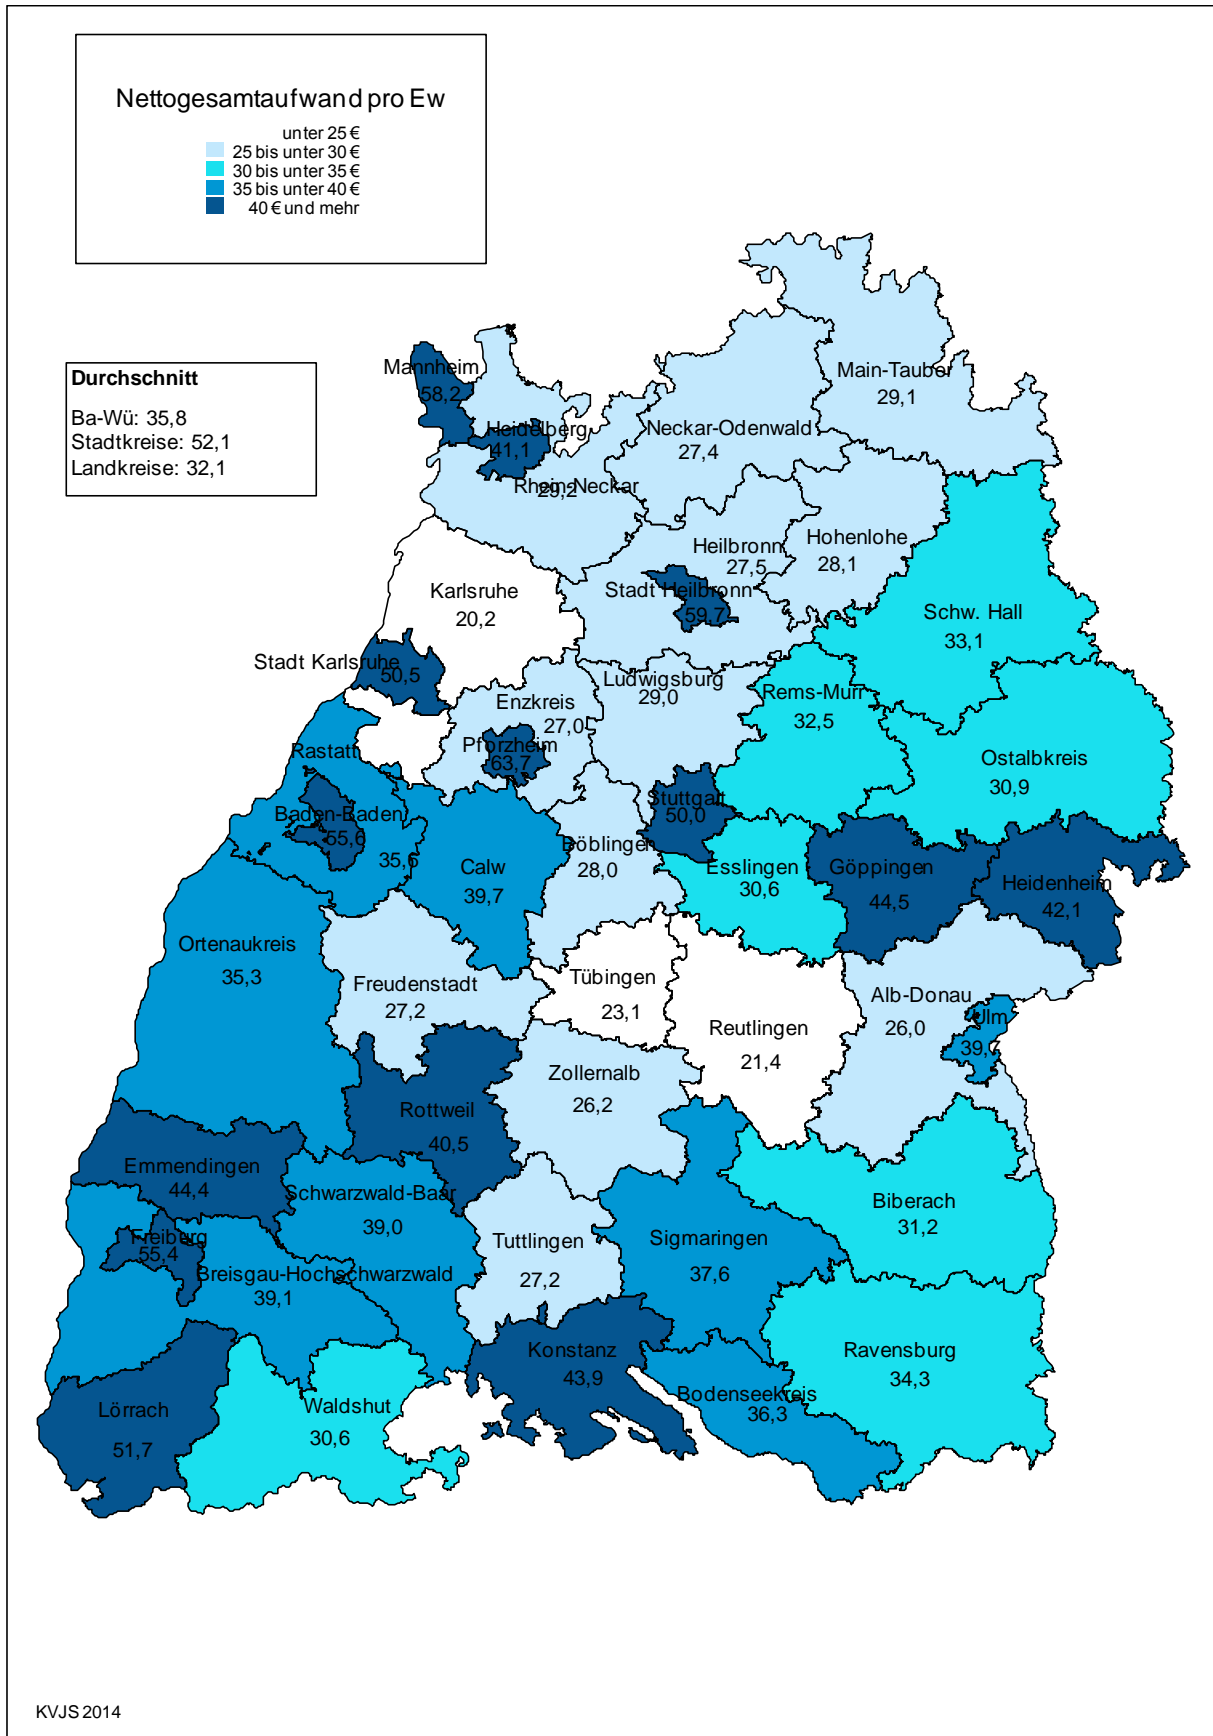 Nettogesamtaufwand pro Ew
unter 25 €
25 bis unter 30 €
30 bis unter 35 €
35 bis unter 40 €
40 € und mehr
Durchschnitt
Ba-Wü: 35,8
Stadtkreise: 52,1
Landkreise: 32,1
Mannheim
58,2
Heidelberg
41,1
Rhein-Neckar
29,2
Neckar-Odenwald
27,4
Main-Tauber
29,1
Heilbronn
27,5
Hohenlohe
28,1
Karlsruhe
20,2
Stadt Heilbronn
59,7
Schw. Hall
33,1
Stadt Karlsruhe
50,5
Enzkreis
27,0
Ludwigsburg
29,0
Rems-Murr
32,5
Ostalbkreis
30,9
Rastatt
35,6
Pforzheim
63,7
Baden-Baden
55,6
Calw
39,7
Böblingen
28,0
Stuttgart
50,0
Esslingen
30,6
Göppingen
44,5
Heidenheim
42,1
Ortenaukreis
35,3
Freudenstadt
27,2
Tübingen
23,1
Reutlingen
21,4
Alb-Donau
26,0
Ulm
39,7
Zollernalb
26,2
Rottweil
40,5
Emmendingen
44,4
Schwarzwald-Baar
39,0
Freiberg
55,4
Breisgau-Hochschwarzwald
39,1
Tuttlingen
27,2
Sigmaringen
37,6
Biberach
31,2
Konstanz
43,9
Bodenseekreis
36,3
Ravensburg
34,3
Lörrach
51,7
Waldshut
30,6
KVJS 2014